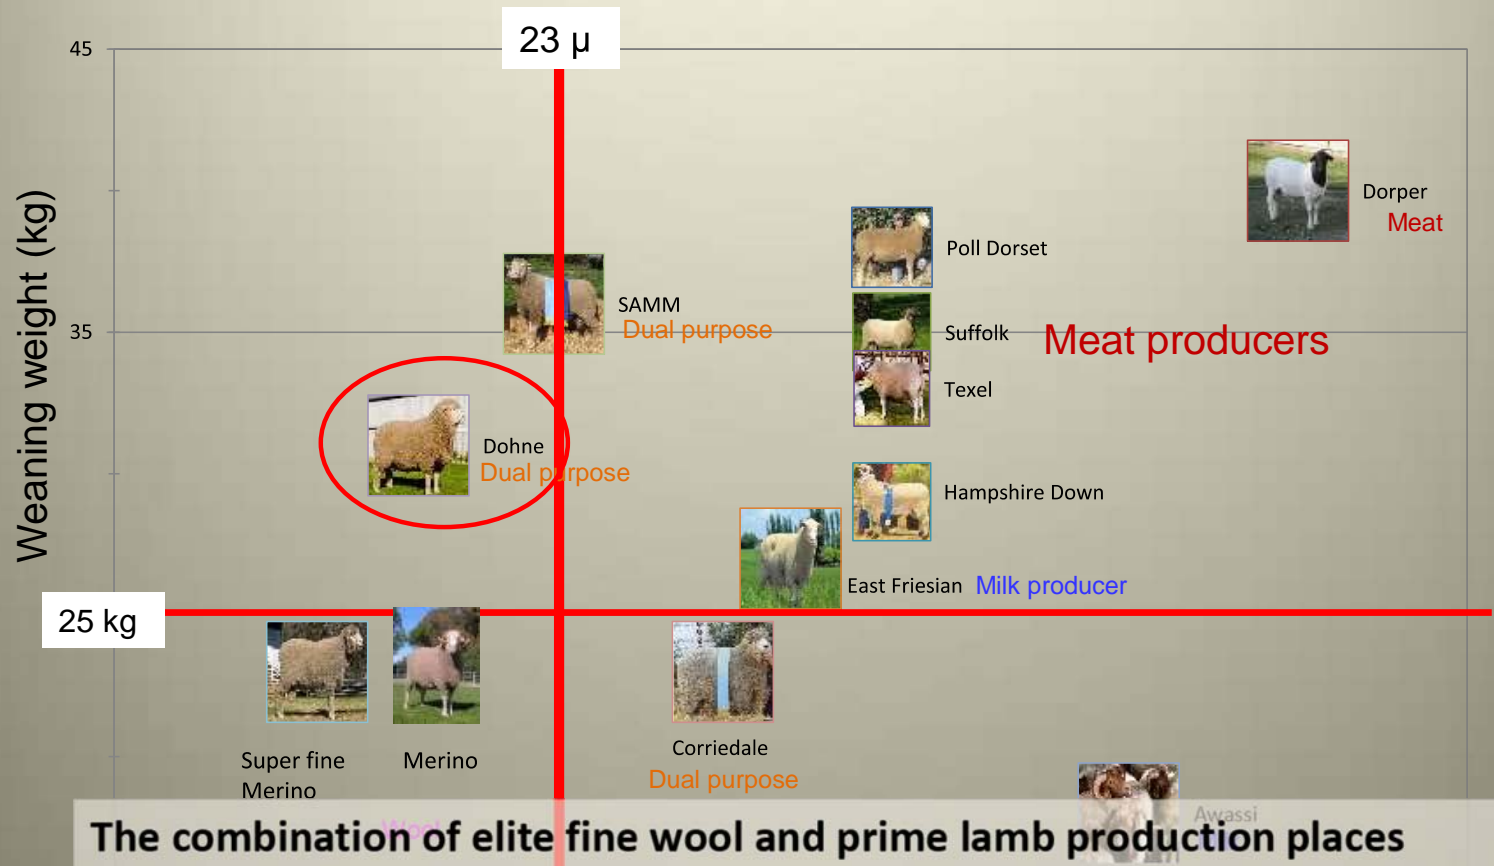 23 µ
45
Dorper
Meat
Poll Dorset
SAMM
Dual purpose
35
Suffolk
Meat producers
Texel
Weaning weight (kg)
Dohne
Dual purpose
Hampshire Down
East Friesian Milk producer
25 kg
Super fine
Merino
Merino
Corriedale
Dual purpose
Awassi
Wool
The combination of elite fine wool and prime lamb production places